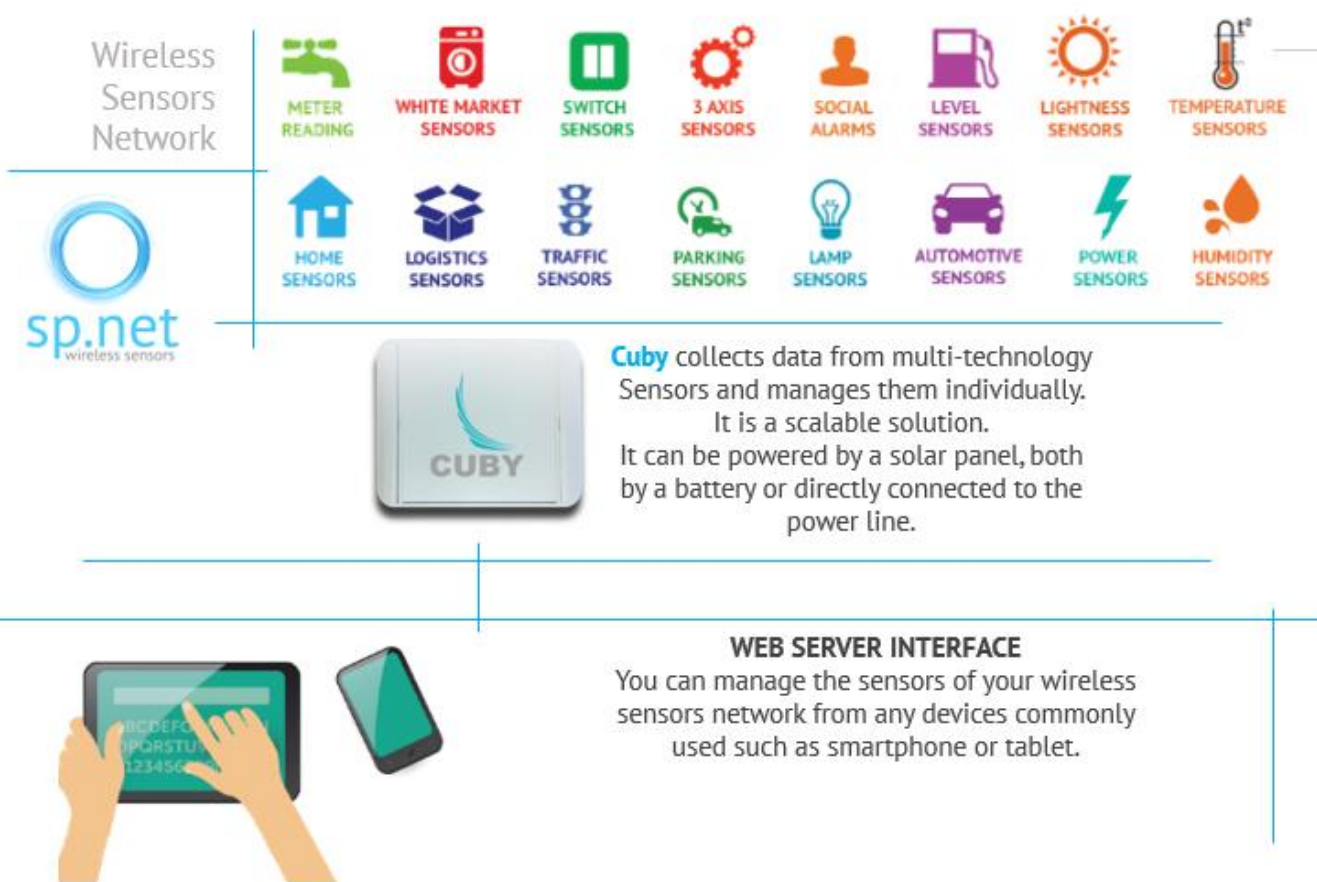 Wireless
Sensors
Network
METER
READING
WHITE MARKET
SENSORS
SWITCH
SENSORS
3 AXIS
SENSORS
SOCIAL
ALARMS
LEVEL
SENSORS
LIGHTNESS
SENSORS
t°
TEMPERATURE
SENSORS
HOME
SENSORS
LOGISTICS
SENSORS
TRAFFIC
SENSORS
PARKING
SENSORS
LAMP
SENSORS
AUTOMOTIVE
SENSORS
POWER
SENSORS
HUMIDITY
SENSORS
sp.net
wireless sensors
CUBY
Cuby collects data from multi-technology
Sensors and manages them individually.
It is a scalable solution.
It can be powered by a solar panel, both
by a battery or directly connected to the
power line.
WEB SERVER INTERFACE
You can manage the sensors of your wireless
sensors network from any devices commonly
used such as smartphone or tablet.